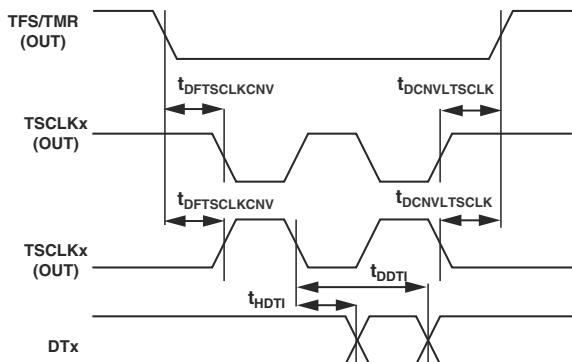 TFS/TMR
(OUT)
tDFTSCLKCNV
tDCNVLTSCLK
TSCLKx
(OUT)
tDFTSCLKCNV
tDCNVLTSCLK
TSCLKx
(OUT)
tDDTI
tHDTI
DTx